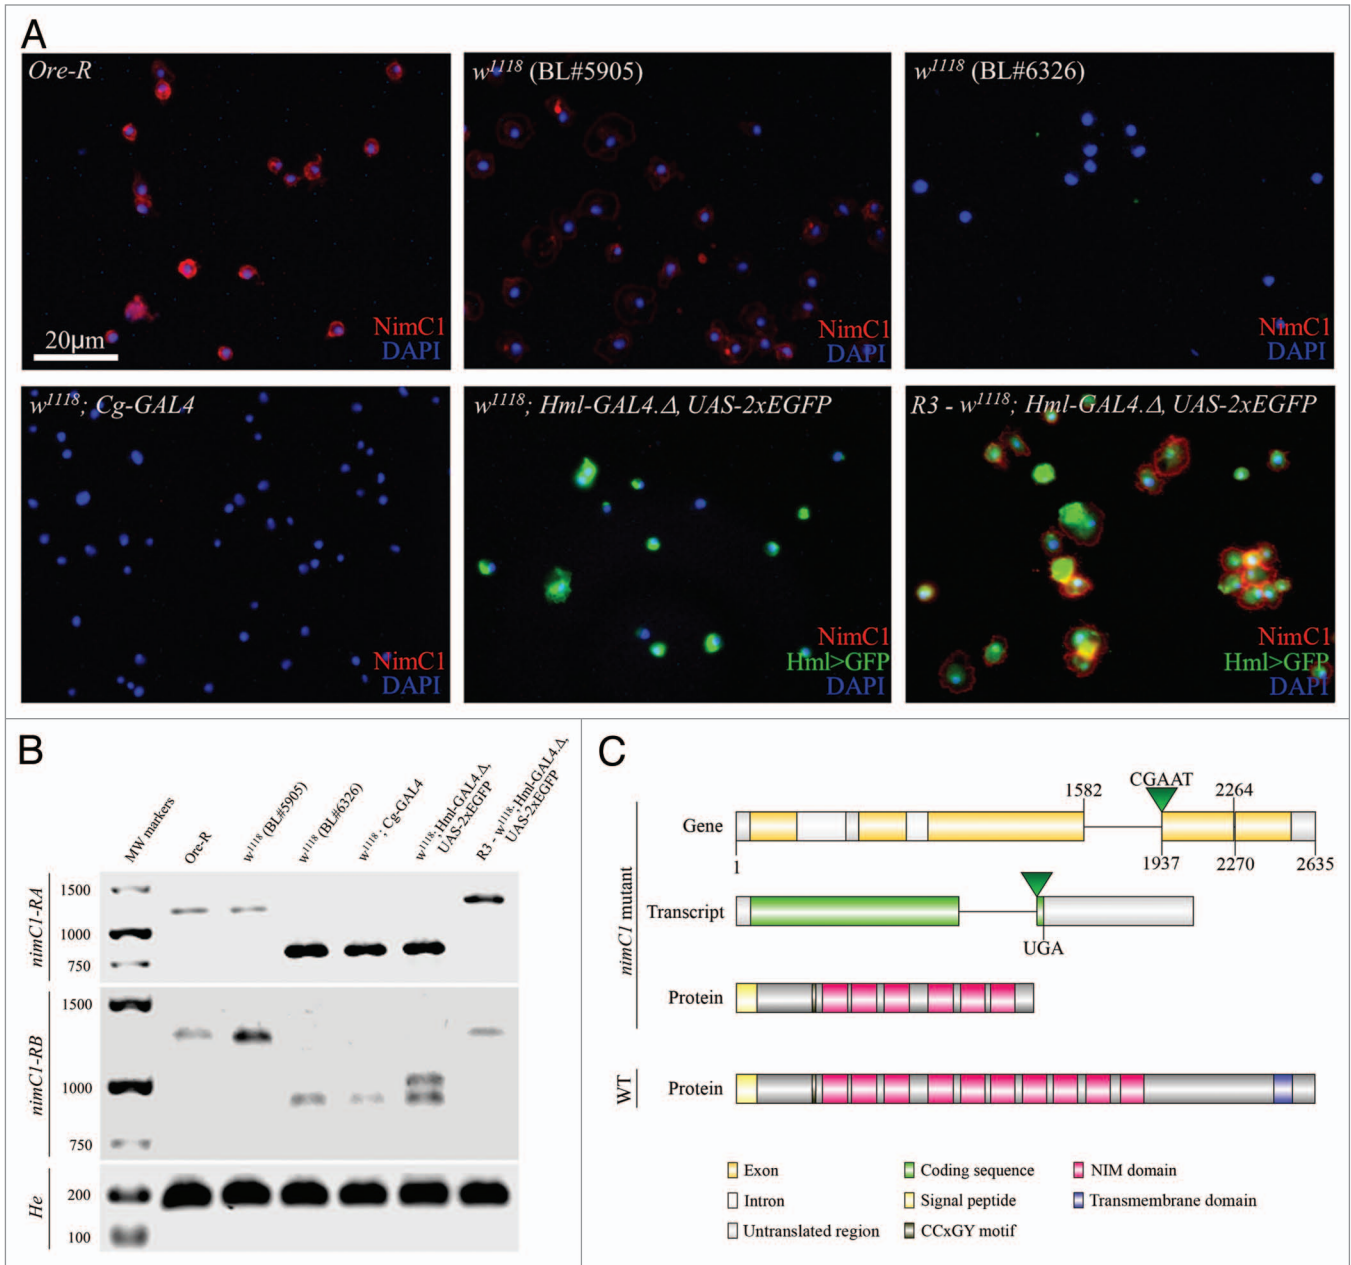 A
Ore-R
NimC1
DAPI
20µm
w1118 (BL#5905)
NimC1
DAPI
w1118 (BL#6326)
NimC1
DAPI
w1118; Cg-GAL4
NimC1
DAPI
w1118; Hml-GAL4.Δ, UAS-2xEGFP
NimC1
Hml>GFP
DAPI
R3 - w1118; Hml-GAL4.Δ, UAS-2xEGFP
NimC1
Hml>GFP
DAPI
B
MW markers
Ore-R
w1118 (BL#5905)
w1118 (BL#6326)
w1118; Cg-GAL4
w1118; Hml-GAL4.Δ,
UAS-2xEGFP
R3 - w1118; Hml-GAL4.Δ,
UAS-2xEGFP
nimC1-RA
1500
1000
750
nimC1-RB
1500
1000
750
He
200
100
C
nimC1 mutant
CGAAT
1582
2264
Gene
1
1937
2270
2635
Transcript
UGA
Protein
WT
Protein
Exon
Coding sequence
NIM domain
Intron
Signal peptide
Transmembrane domain
Untranslated region
CCxGY motif